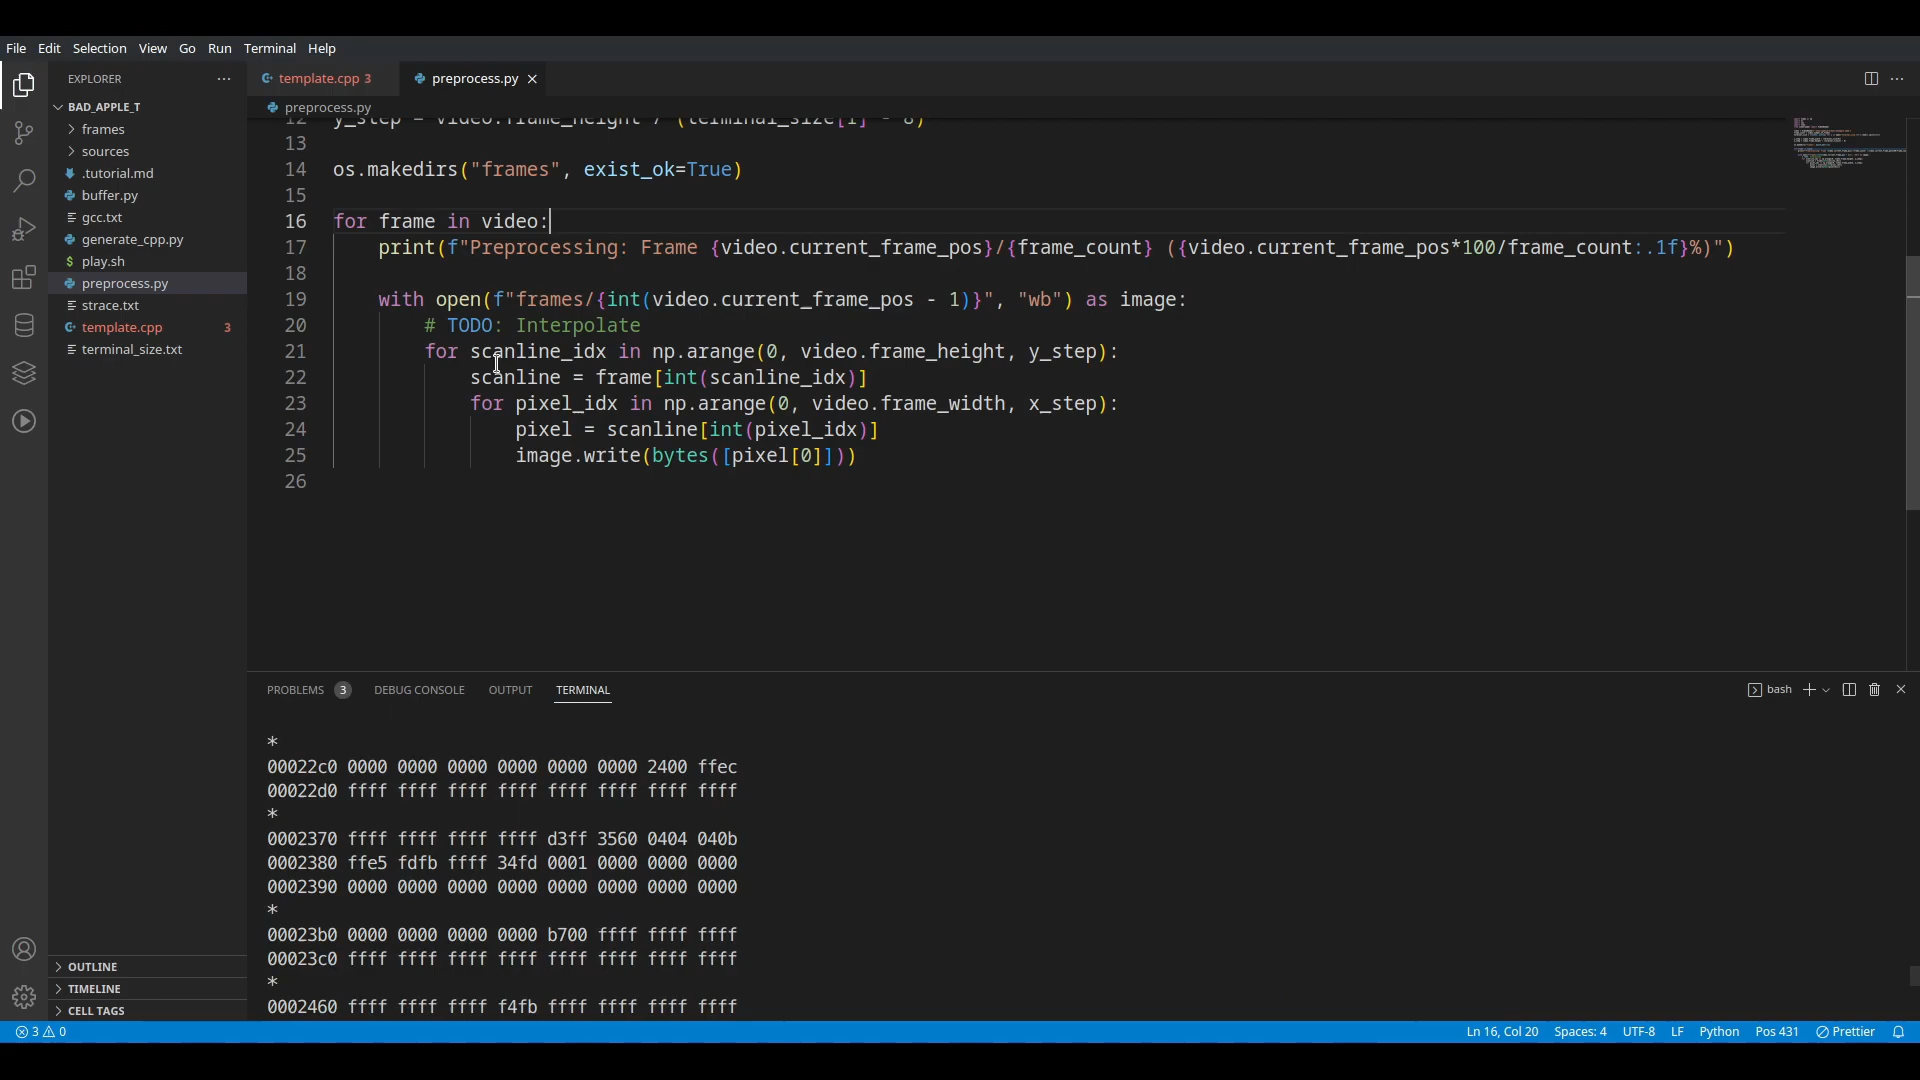 File Edit Selection View Go Run Terminal Help
EXPLORER ···
template.cpp 3 preprocess.py ×
BAD_APPLE_T
frames
sources
.tutorial.md
buffer.py
gcc.txt
generate_cpp.py
play.sh
preprocess.py
strace.txt
template.cpp 3
terminal_size.txt
OUTLINE
TIMELINE
CELL TAGS
preprocess.py
12 y_step = video.frame_height / (terminal_size[1] - 8)
13
14 os.makedirs("frames", exist_ok=True)
15
16 for frame in video:
17     print(f"Preprocessing: Frame {video.current_frame_pos}/{frame_count} ({video.current_frame_pos*100/frame_count:.1f}%)")
18
19     with open(f"frames/{int(video.current_frame_pos - 1)}", "wb") as image:
20         # TODO: Interpolate
21         for scanline_idx in np.arange(0, video.frame_height, y_step):
22             scanline = frame[int(scanline_idx)]
23             for pixel_idx in np.arange(0, video.frame_width, x_step):
24                 pixel = scanline[int(pixel_idx)]
25                 image.write(bytes([pixel[0]]))
26
PROBLEMS 3 DEBUG CONSOLE OUTPUT TERMINAL
bash
*
00022c0 0000 0000 0000 0000 0000 0000 2400 ffec
00022d0 ffff ffff ffff ffff ffff ffff ffff ffff
*
0002370 ffff ffff ffff ffff d3ff 3560 0404 040b
0002380 ffe5 fdfb ffff 34fd 0001 0000 0000 0000
0002390 0000 0000 0000 0000 0000 0000 0000 0000
*
00023b0 0000 0000 0000 0000 b700 ffff ffff ffff
00023c0 ffff ffff ffff ffff ffff ffff ffff ffff
*
0002460 ffff ffff ffff f4fb ffff ffff ffff ffff
3 0
Ln 16, Col 20 Spaces: 4 UTF-8 LF Python Pos 431 Prettier